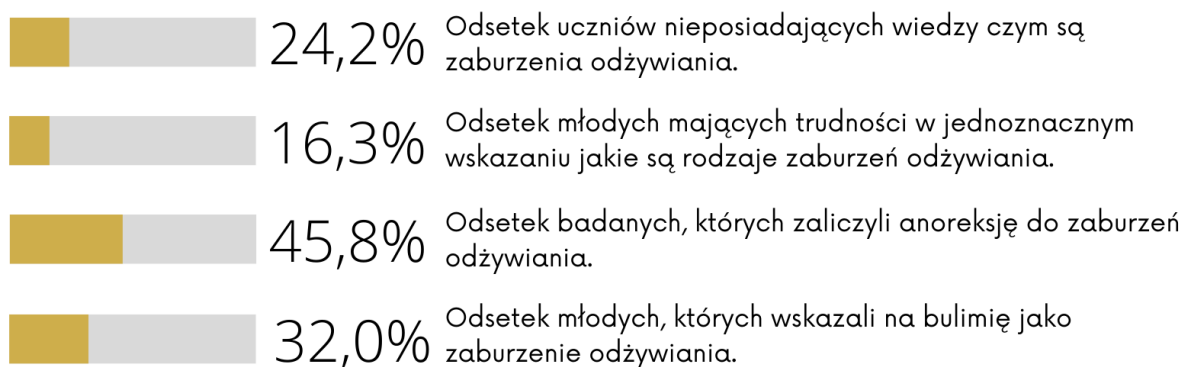 24,2%
Odsetek uczniów nieposiadających wiedzy czym są
zaburzenia odżywiania.
16,3%
Odsetek młodych mających trudności w jednoznacznym
wskazaniu jakie są rodzaje zaburzeń odżywiania.
45,8%
Odsetek badanych, których zaliczyli anoreksję do zaburzeń
odżywiania.
32,0%
Odsetek młodych, których wskazali na bulimię jako
zaburzenie odżywiania.